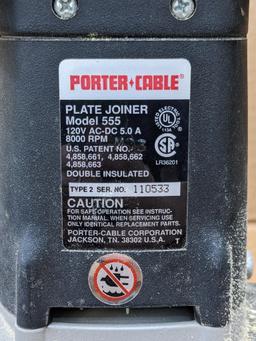 PORTER+CABLE®
PLATE JOINER
Model 555
120V AC-DC 5.0 A
8000 RPM
U.S. PATENT NO.
4,858,661, 4,858,662
4,858,663
DOUBLE INSULATED
UL
LR36201
TYPE 2 SER. NO. 110533
CAUTION
FOR SAFE OPERATION SEE INSTRUC-
TION MANUAL. WHEN SERVICING USE
ONLY IDENTICAL REPLACEMENT PARTS.
PORTER-CABLE CORPORATION
JACKSON, TN. 38302 U.S.A. T